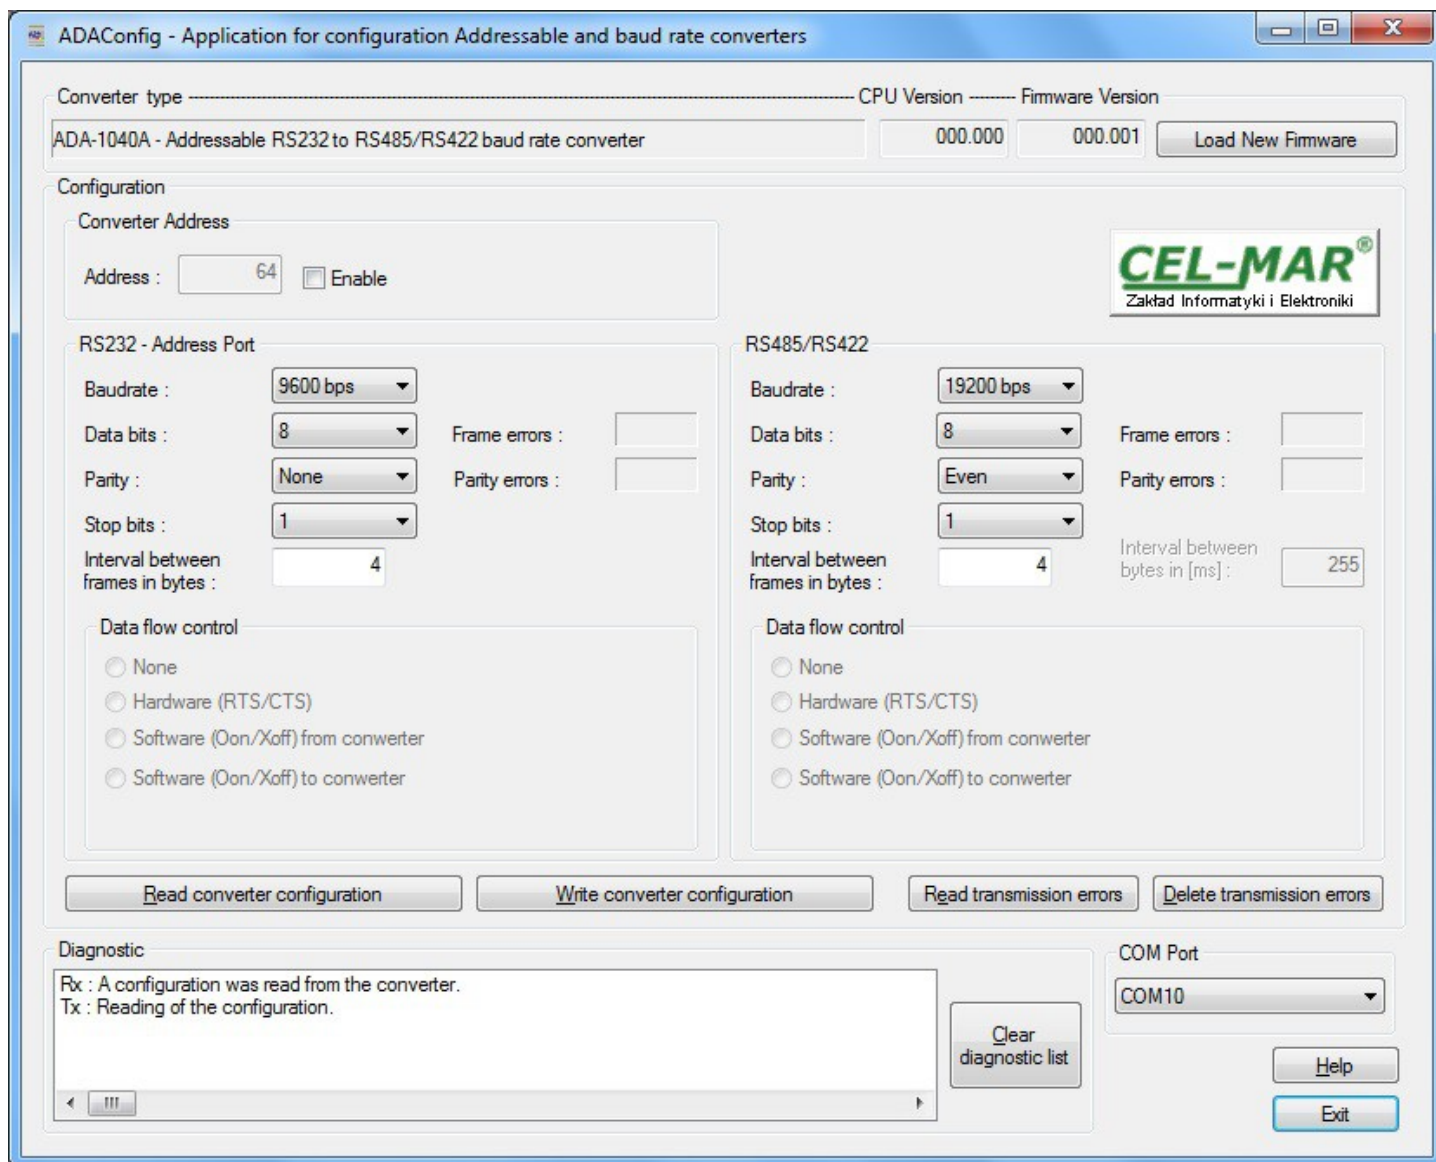 ADAConfig - Application for configuration Addressable and baud rate converters
Converter type CPU Version Firmware Version
ADA-1040A - Addressable RS232 to RS485/RS422 baud rate converter 000.000 000.001 Load New Firmware
Configuration
Converter Address
Address : 64 Enable
CEL-MAR®
Zakład Informatyki i Elektroniki
RS232 - Address Port
Baudrate : 9600 bps
Data bits : 8 Frame errors :
Parity : None Parity errors :
Stop bits : 1
Interval between
frames in bytes : 4
Data flow control
None
Hardware (RTS/CTS)
Software (Oon/Xoff) from conwerter
Software (Oon/Xoff) to conwerter
RS485/RS422
Baudrate : 19200 bps
Data bits : 8 Frame errors :
Parity : Even Parity errors :
Stop bits : 1
Interval between
frames in bytes : 4
Interval between
bytes in [ms] : 255
Data flow control
None
Hardware (RTS/CTS)
Software (Oon/Xoff) from conwerter
Software (Oon/Xoff) to conwerter
Read converter configuration Write converter configuration Read transmission errors Delete transmission errors
Diagnostic
Rx : A configuration was read from the converter.
Tx : Reading of the configuration.
Clear
diagnostic list
COM Port
COM10
Help
Exit